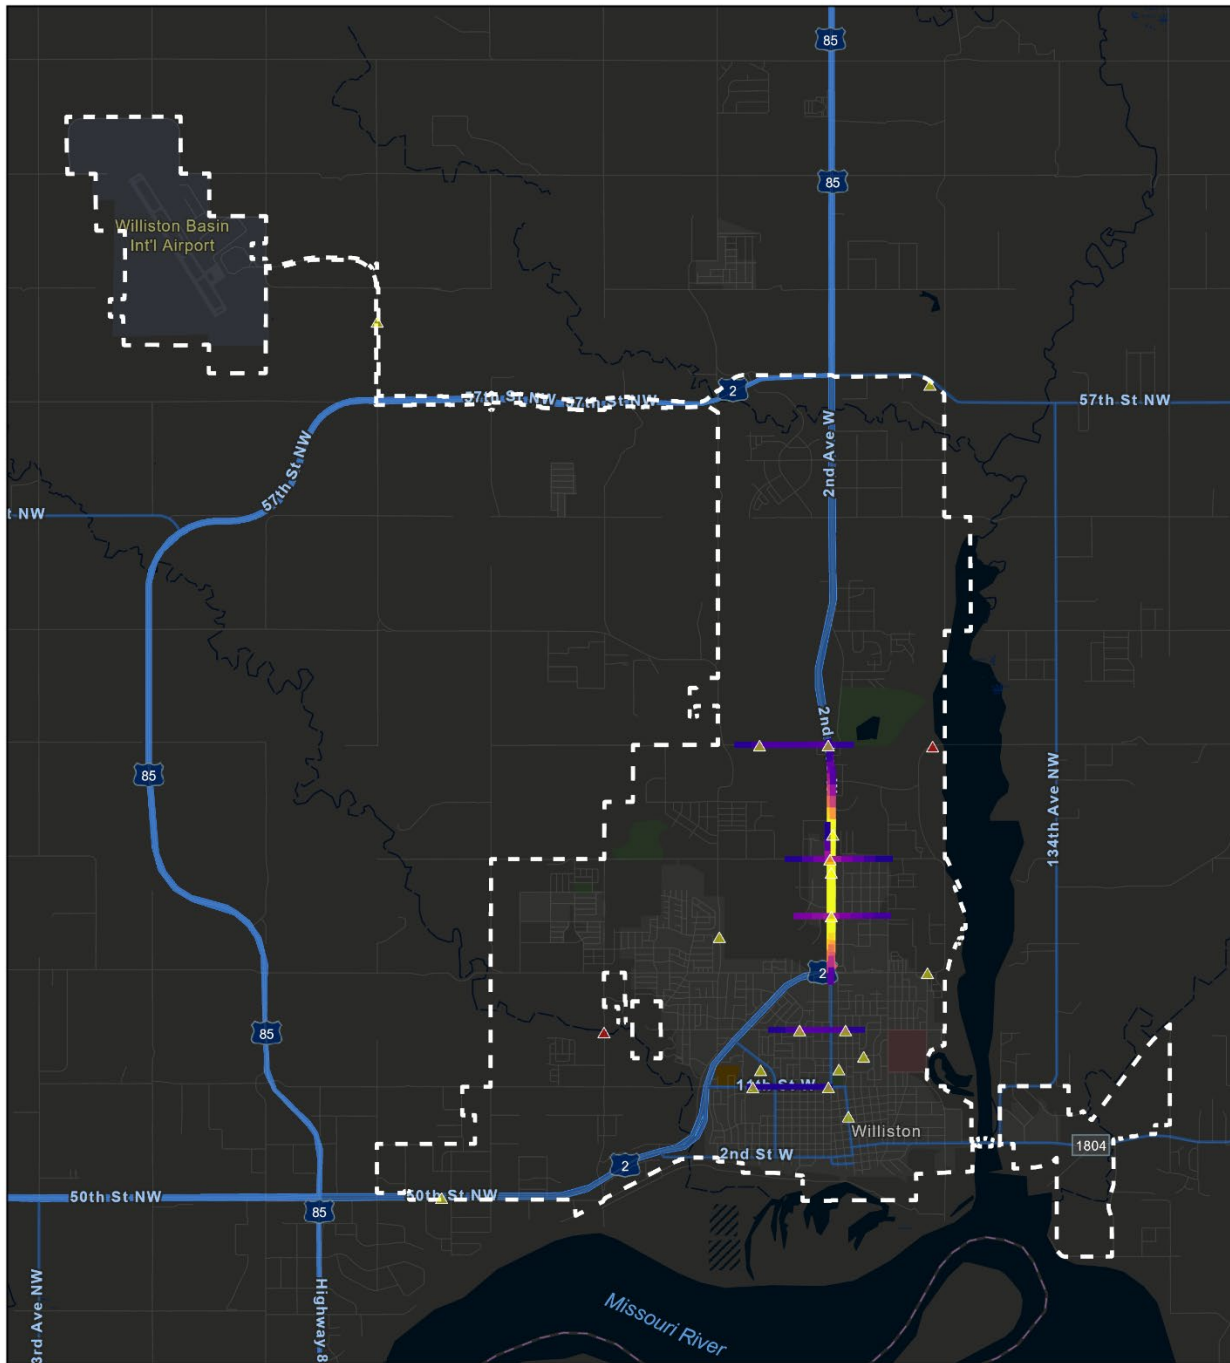 85
85
Williston Basin
Int'l Airport
2
57th St NW
57th St NW
57th St NW
57th St NW
2nd Ave W
t NW
2nd
134th Ave NW
85
2
85
11th St W
Williston
1804
2nd St W
2
50th St NW
50th St NW
85
3rd Ave NW
Highway 8
Missouri River